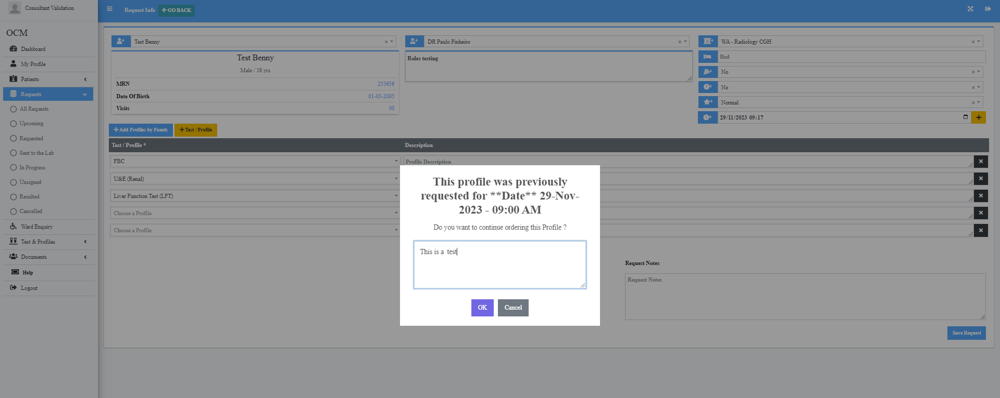 Consultant Validation
OCM
Dashboard
My Profile
Patients
Requests
All Requests
Upcoming
Requested
Sent to the Lab
In Progress
Unsigned
Resulted
Cancelled
Ward Enquiry
Test & Profiles
Documents
Help
Logout
Request Info GO BACK
Test Benny
Test Benny
Male / 18 yrs
MRN 255656
Date Of Birth 01-03-2005
Visits 00
DR Paulo Pinheiro
Roles testing
WA - Radiology CGH
Bed
No
No
Normal
29/11/2023 09:17
+Add Profiles by Panels +Test / Profile
Test / Profile * Description
FBC Profile Description
U&E (Renal)
Liver Function Test (LFT)
Choose a Profile
Choose a Profile
This profile was previously
requested for **Date** 29-Nov-
2023 - 09:00 AM
Do you want to continue ordering this Profile ?
This is a  test
OK Cancel
Request Notes
Request Notes
Save Request